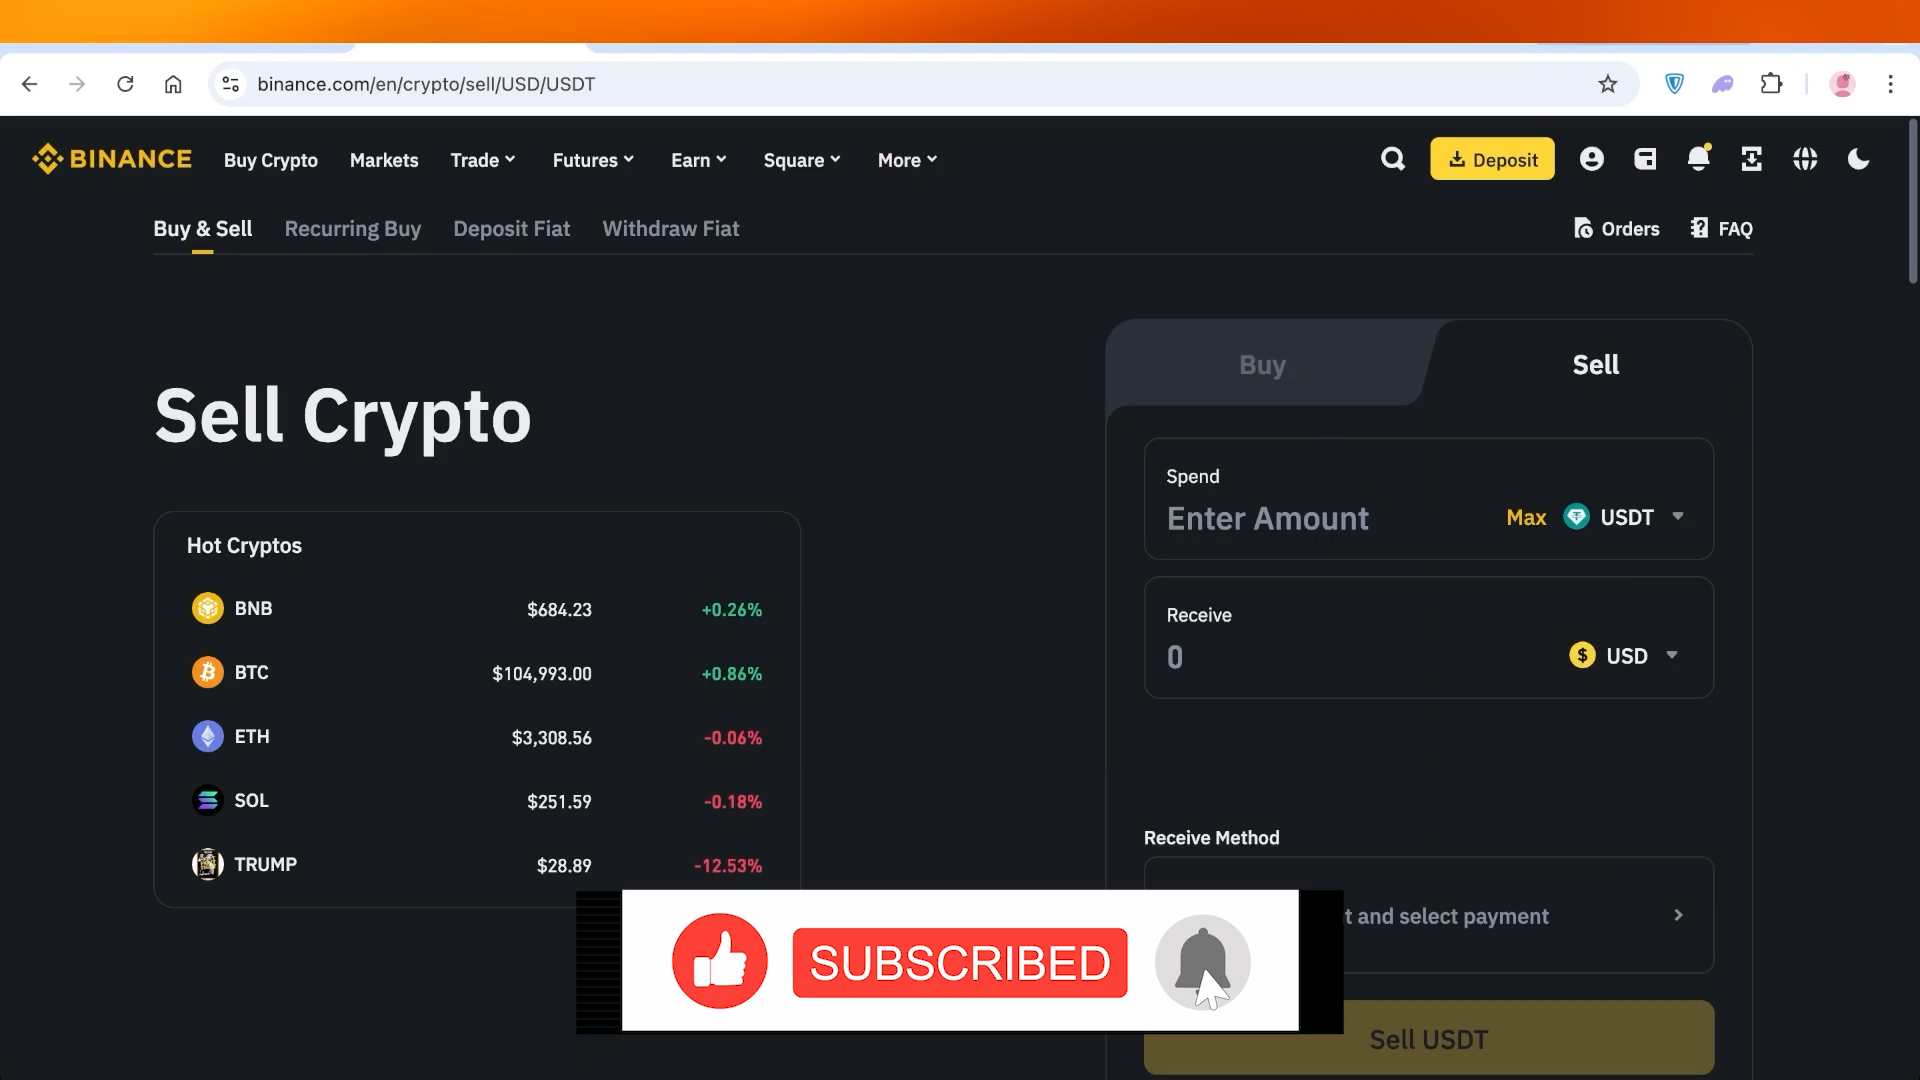 binance.com/en/crypto/sell/USD/USDT
BINANCE Buy Crypto Markets Trade Futures Earn Square More Deposit
Buy & Sell Recurring Buy Deposit Fiat Withdraw Fiat Orders FAQ
Buy Sell
Sell Crypto
Spend
Enter Amount Max USDT
Hot Cryptos
BNB $684.23 +0.26%
Receive
0 $ USD
BTC $104,993.00 +0.86%
ETH $3,308.56 -0.06%
SOL $251.59 -0.18%
Receive Method
TRUMP $28.89 -12.53%
and select payment
SUBSCRIBED
Sell USDT